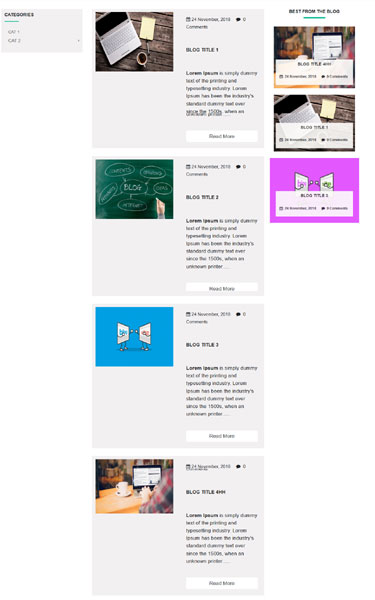 CATEGORIES
CAT 1
CAT 2
24 November, 2016 0
Comments
BLOG TITLE 1
Lorem Ipsum is simply dummy
text of the printing and
typesetting industry. Lorem
Ipsum has been the industry's
standard dummy text ever
since the 1500s, when an
unknown printer ...
Read More
CONTENTS
BLOG
INTERNET
24 November, 2016 0
Comments
BLOG TITLE 2
Lorem Ipsum is simply dummy
text of the printing and
typesetting industry. Lorem
Ipsum has been the industry's
standard dummy text ever
since the 1500s, when an
unknown printer ...
Read More
24 November, 2016 0
Comments
BLOG TITLE 3
Lorem Ipsum is simply dummy
text of the printing and
typesetting industry. Lorem
Ipsum has been the industry's
standard dummy text ever
since the 1500s, when an
unknown printer ...
Read More
24 November, 2016 0
Comments
BLOG TITLE 4HH
Lorem Ipsum is simply dummy
text of the printing and
typesetting industry. Lorem
Ipsum has been the industry's
standard dummy text ever
since the 1500s, when an
unknown printer ...
Read More
BEST FROM THE BLOG
BLOG TITLE 4HH
24 November, 2016 0 Comments
BLOG TITLE 1
24 November, 2016 0 Comments
BLOG TITLE 3
24 November, 2016 0 Comments